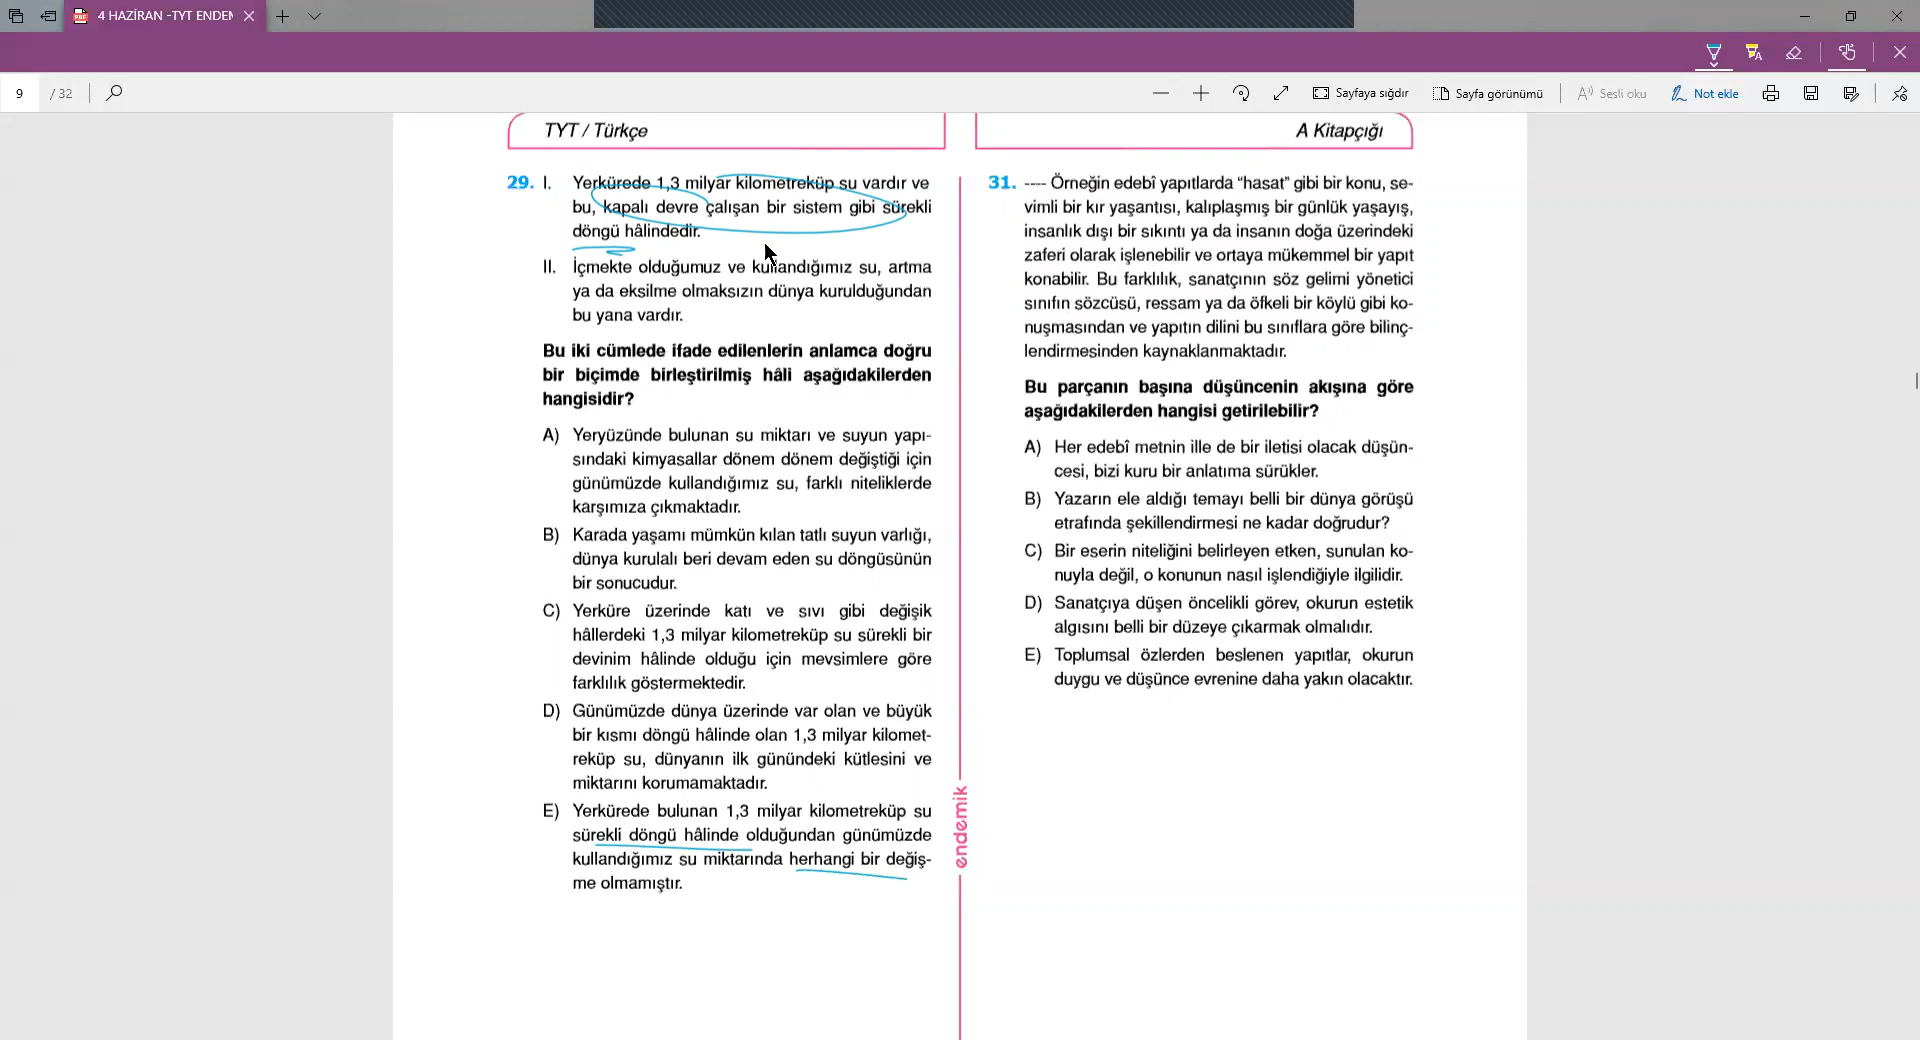 4 HAZİRAN -TYT ENDEN
9 / 32
Sayfaya sığdır
Sayfa görünümü
Sesli oku
Not ekle
TYT / Türkçe
A Kitapçığı
29. I. Yerkürede 1,3 milyar kilometreküp su vardır ve
bu, kapalı devre çalışan bir sistem gibi sürekli
döngü hâlindedir.
II. İçmekte olduğumuz ve kullandığımız su, artma
ya da eksilme olmaksızın dünya kurulduğundan
bu yana vardır.
Bu iki cümlede ifade edilenlerin anlamca doğru
bir biçimde birleştirilmiş hâli aşağıdakilerden
hangisidir?
A) Yeryüzünde bulunan su miktarı ve suyun yapı-
sındaki kimyasallar dönem dönem değiştiği için
günümüzde kullandığımız su, farklı niteliklerde
karşımıza çıkmaktadır.
B) Karada yaşamı mümkün kılan tatlı suyun varlığı,
dünya kurulalı beri devam eden su döngüsünün
bir sonucudur.
C) Yerküre üzerinde katı ve sıvı gibi değişik
hâllerdeki 1,3 milyar kilometreküp su sürekli bir
devinim hâlinde olduğu için mevsimlere göre
farklılık göstermektedir.
D) Günümüzde dünya üzerinde var olan ve büyük
bir kısmı döngü hâlinde olan 1,3 milyar kilomet-
reküp su, dünyanın ilk günündeki kütlesini ve
miktarını korumamaktadır.
E) Yerkürede bulunan 1,3 milyar kilometreküp su
sürekli döngü hâlinde olduğundan günümüzde
kullandığımız su miktarında herhangi bir değiş-
me olmamıştır.
endemik
31. ---- Örneğin edebî yapıtlarda “hasat” gibi bir konu, se-
vimli bir kır yaşantısı, kalıplaşmış bir günlük yaşayış,
insanlık dışı bir sıkıntı ya da insanın doğa üzerindeki
zaferi olarak işlenebilir ve ortaya mükemmel bir yapıt
konabilir. Bu farklılık, sanatçının söz gelimi yönetici
sınıfın sözcüsü, ressam ya da öfkeli bir köylü gibi ko-
nuşmasından ve yapıtın dilini bu sınıflara göre bilinç-
lendirmesinden kaynaklanmaktadır.
Bu parçanın başına düşüncenin akışına göre
aşağıdakilerden hangisi getirilebilir?
A) Her edebî metnin ille de bir iletisi olacak düşün-
cesi, bizi kuru bir anlatıma sürükler.
B) Yazarın ele aldığı temayı belli bir dünya görüşü
etrafında şekillendirmesi ne kadar doğrudur?
C) Bir eserin niteliğini belirleyen etken, sunulan ko-
nuyla değil, o konunun nasıl işlendiğiyle ilgilidir.
D) Sanatçıya düşen öncelikli görev, okurun estetik
algısını belli bir düzeye çıkarmak olmalıdır.
E) Toplumsal özlerden beslenen yapıtlar, okurun
duygu ve düşünce evrenine daha yakın olacaktır.